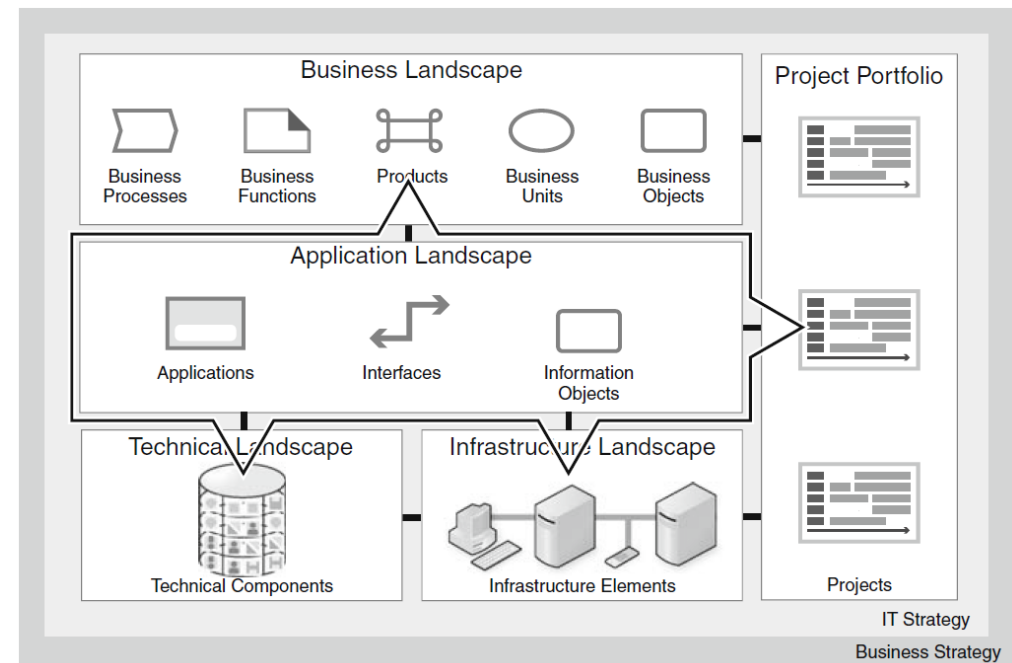 Business Landscape
Business
Processes
Business
Functions
Products
Business
Units
Business
Objects
Project Portfolio
Application Landscape
Applications
Interfaces
Information
Objects
Technical Landscape
Technical Components
Infrastructure Landscape
Infrastructure Elements
Projects
IT Strategy
Business Strategy